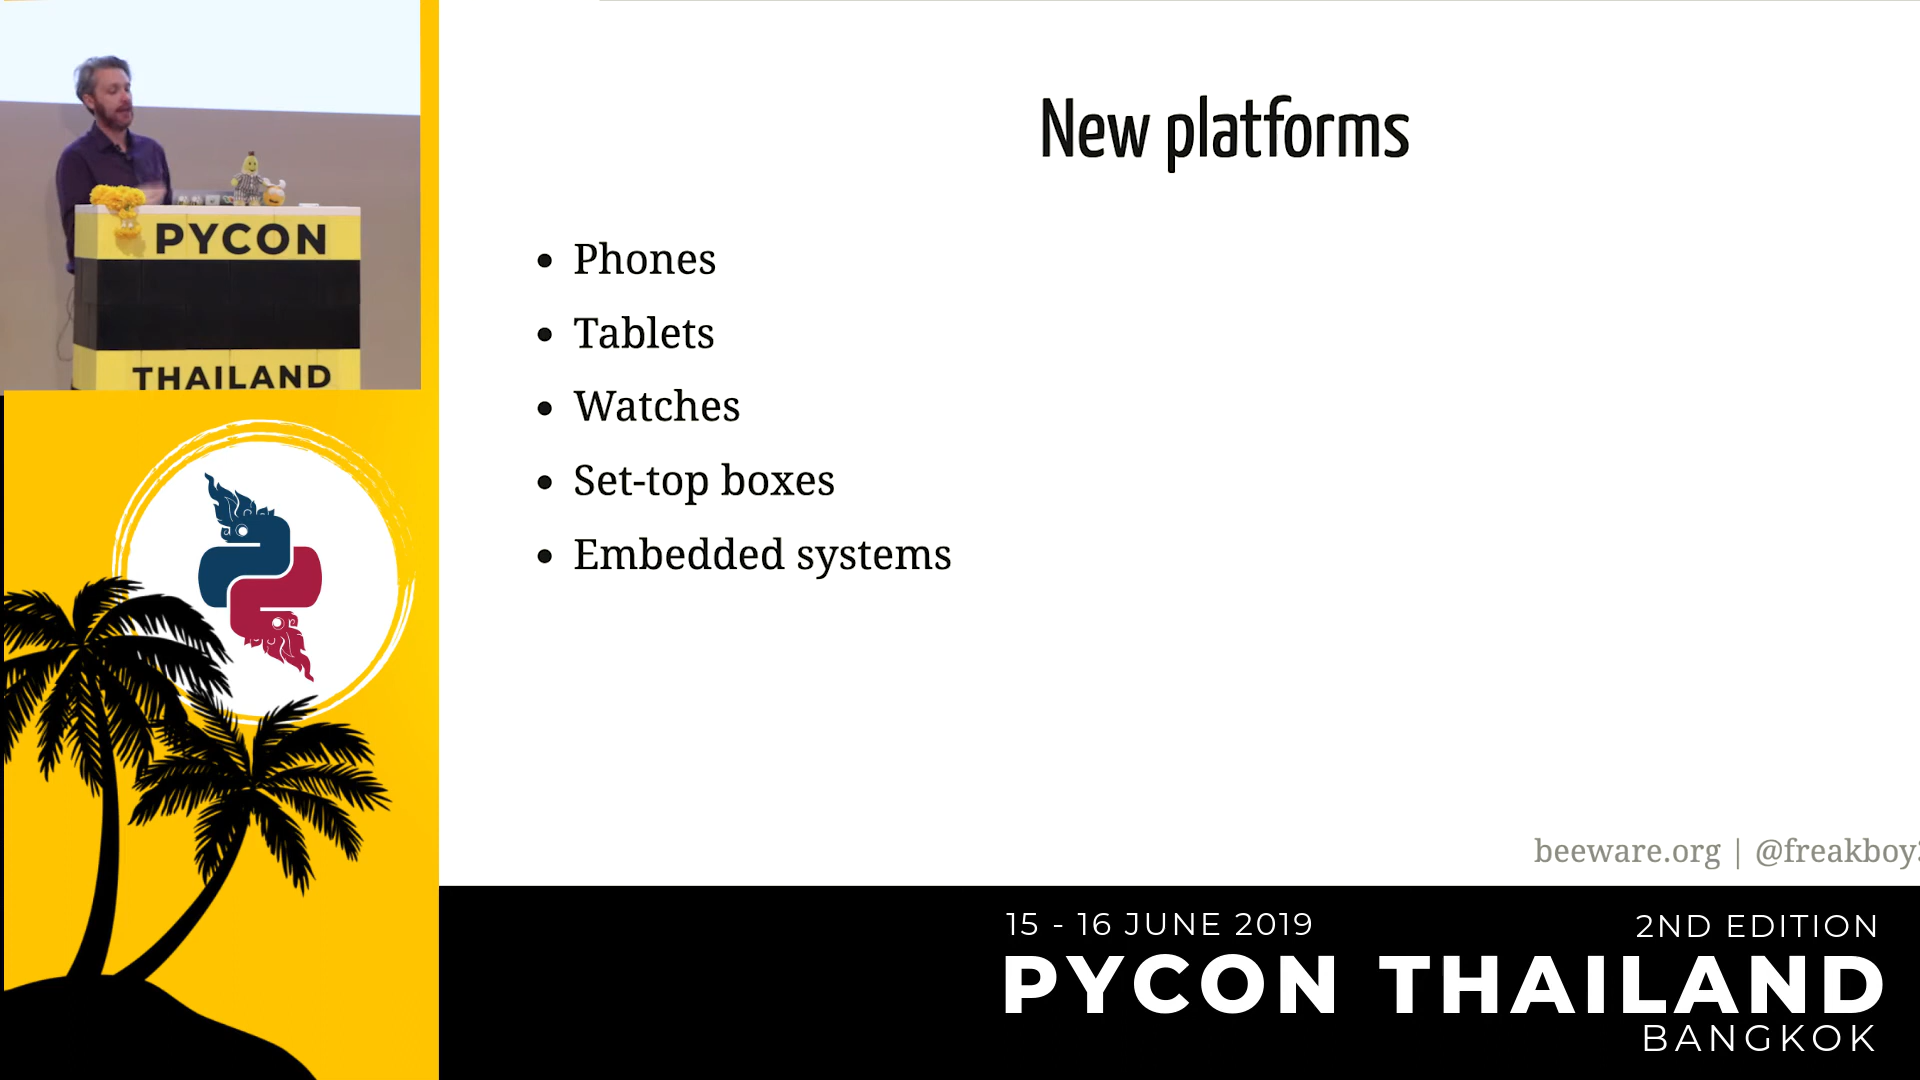 PYCON
THAILAND
New platforms
• Phones
• Tablets
• Watches
• Set-top boxes
• Embedded systems
beeware.org | @freakboy
15 - 16 JUNE 2019
2ND EDITION
PYCON THAILAND
BANGKOK